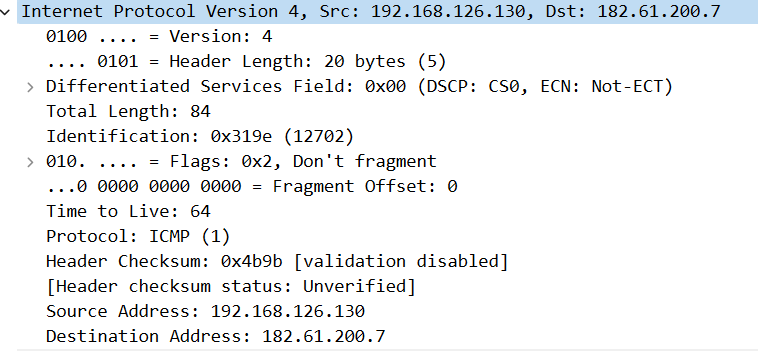 Internet Protocol Version 4, Src: 192.168.126.130, Dst: 182.61.200.7
0100 .... = Version: 4
.... 0101 = Header Length: 20 bytes (5)
Differentiated Services Field: 0x00 (DSCP: CS0, ECN: Not-ECT)
Total Length: 84
Identification: 0x319e (12702)
010. .... = Flags: 0x2, Don't fragment
...0 0000 0000 0000 = Fragment Offset: 0
Time to Live: 64
Protocol: ICMP (1)
Header Checksum: 0x4b9b [validation disabled]
[Header checksum status: Unverified]
Source Address: 192.168.126.130
Destination Address: 182.61.200.7